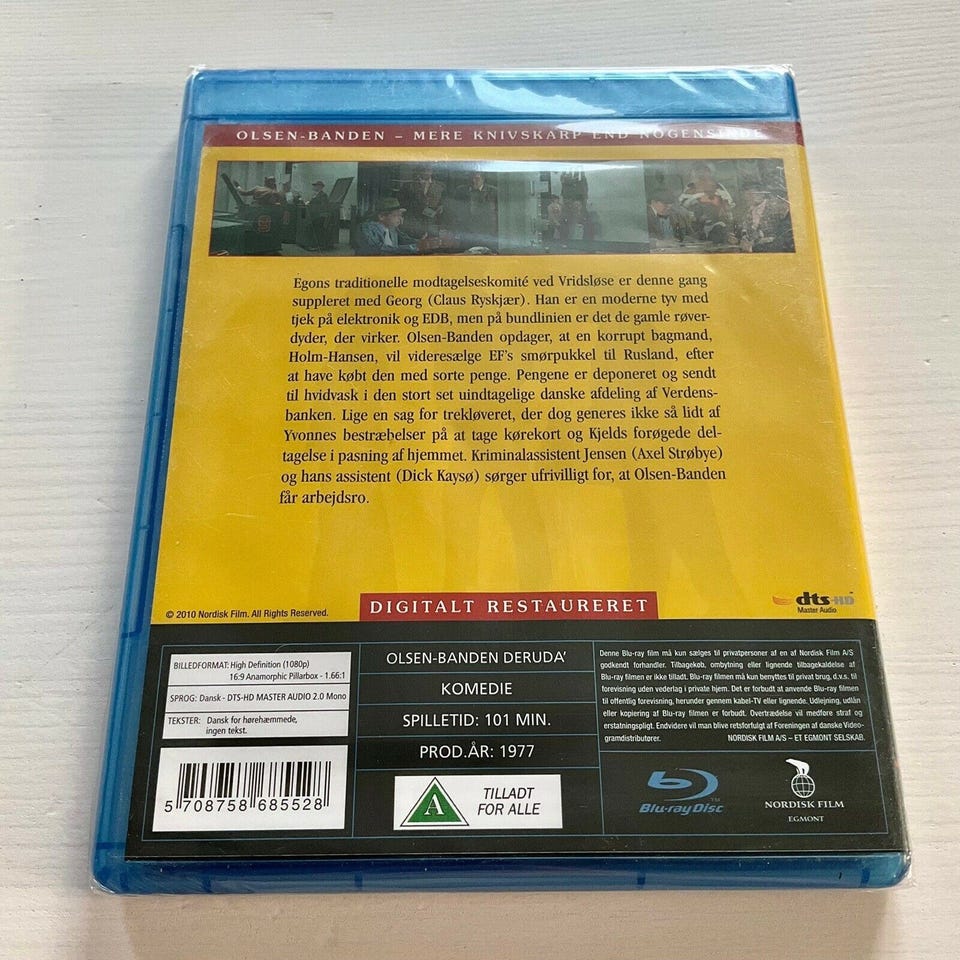 OLSEN-BANDEN – MERE KNIVSKARP END NOGENSINDE
Egons traditionelle modtagelseskomité ved Vridsløse er denne gang
suppleret med Georg (Claus Ryskjær). Han er en moderne tyv med
tjek på elektronik og EDB, men på bundlinien er det de gamle røver-
dyder, der virker. Olsen-Banden opdager, at en korrupt bagmand,
Holm-Hansen, vil videresælge EF's smørpukkel til Rusland, efter
at have købt den med sorte penge. Pengene er deponeret og sendt
til hvidvask i den stort set uindtagelige danske afdeling af Verdens-
banken. Lige en sag for trekløveret, der dog generes ikke så lidt af
Yvonnes bestræbelser på at tage kørekort og Kjelds forøgede del-
tagelse i pasning af hjemmet. Kriminalassistent Jensen (Axel Strøbye)
og hans assistent (Dick Kaysø) sørger ufrivilligt for, at Olsen-Banden
får arbejdsro.
© 2010 Nordisk Film. All Rights Reserved.
DIGITALT RESTAURERET
dts-HD
Master Audio
BILLEDFORMAT: High Definition (1080p)
16:9 Anamorphic Pillarbox - 1.66:1
SPROG: Dansk - DTS-HD MASTER AUDIO 2.0 Mono
TEKSTER: Dansk for hørehæmmede,
ingen tekst.
5 708758 685528
OLSEN-BANDEN DERUDA'
KOMEDIE
SPILLETID: 101 MIN.
PROD.ÅR: 1977
A
TILLADT
FOR ALLE
Denne Blu-ray film må kun sælges til privatpersoner af en af Nordisk Film A/S
godkendt forhandler. Tilbagekøb, ombytning eller lignende tilbagekaldelse af
Blu-ray filmen er ikke tilladt. Blu-ray filmen må kun benyttes til privat brug, d.v.s. til
forevisning uden vederlag i private hjem. Det er forbudt at anvende Blu-ray filmen
til offentlig forevisning, herunder gennem kabel-TV eller lignende. Udlejning, udlån
eller kopiering af Blu-ray filmen er forbudt. Overtrædelse vil medføre straf og
erstatningspligt. Endvidere vil man blive retsforfulgt af Foreningen af danske Video-
gramdistributører. NORDISK FILM A/S – ET EGMONT SELSKAB.
Blu-ray Disc
TM
NORDISK FILM
EGMONT